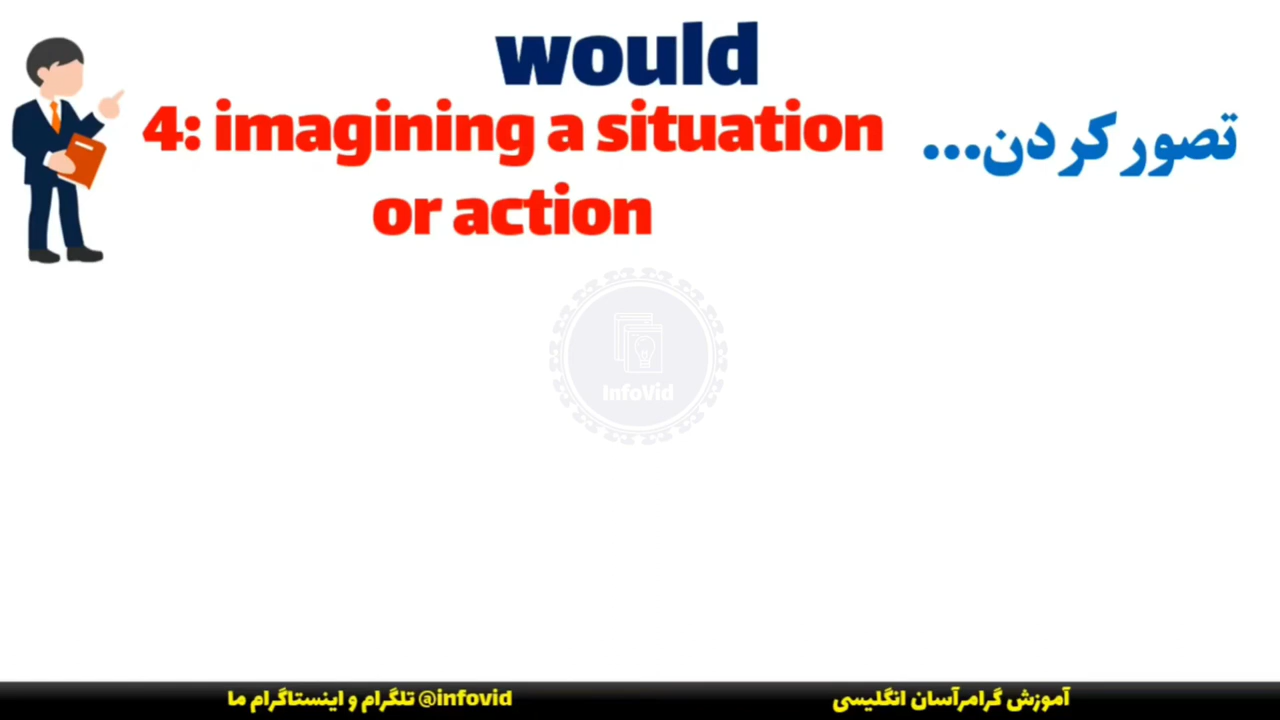 would
4: imagining a situation
or action
تصور کردن...
InfoVid
آموزش گرامرآسان انگلیسی
@infovid تلگرام و اینستاگرام ما